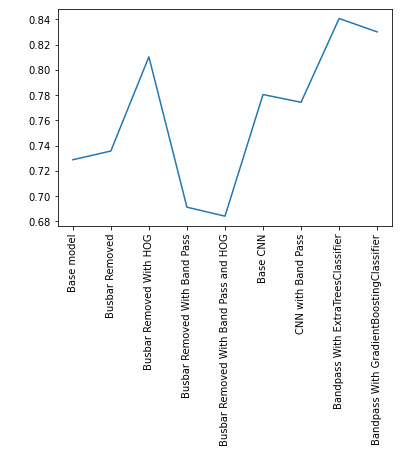 0.84
0.82
0.80
0.78
0.76
0.74
0.72
0.70
0.68
Base model
Busbar Removed
Busbar Removed With HOG
Busbar Removed With Band Pass
Busbar Removed With Band Pass and HOG
Base CNN
CNN with Band Pass
Bandpass With ExtraTreesClassifier
Bandpass With GradientBoostingClassifier